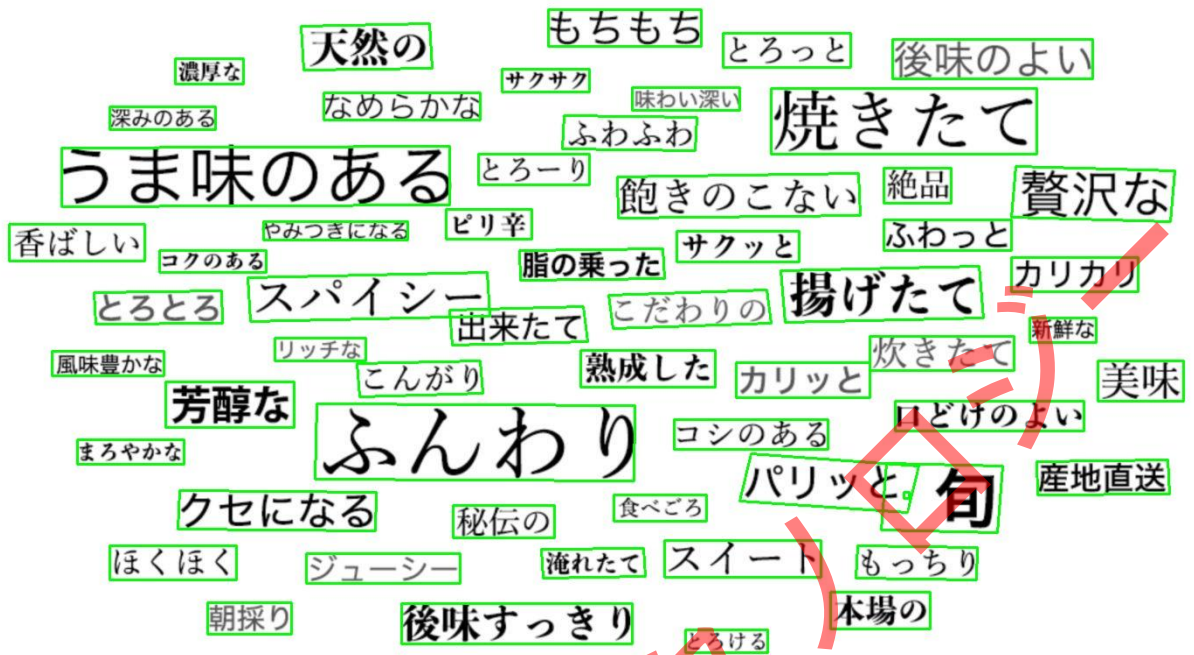 もちもち
天然の
とろっと
後味のよい
濃厚な
サクサク
味わい深い
なめらかな
深みのある
焼きたて
ふわふわ
うま味のある
とろーり
飽きのこない
絶品
贅沢な
香ばしい
やみつきになる
ピリ辛
ふわっと
サクッと
コクのある
脂の乗った
カリカリ
スパイシー
とろとろ
こだわりの
揚げたて
出来たて
新鮮な
リッチな
炊きたて
風味豊かな
こんがり
熟成した
カリッと
美味
芳醇な
ふんわり
口どけのよい
コシのある
まろやかな
パリッと
旬
産地直送
クセになる
秘伝の
食べごろ
ほくほく
ジューシー
淹れたて
スイート
もっちり
朝採り
後味すっきり
本場の
とろける